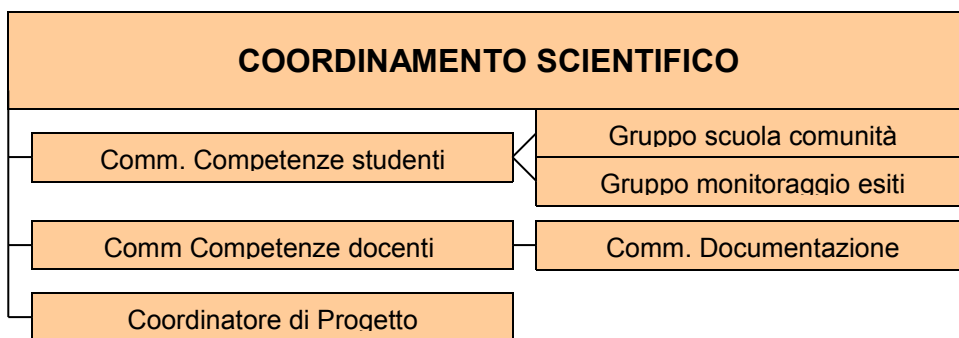 COORDINAMENTO SCIENTIFICO
Comm. Competenze studenti
Gruppo scuola comunità
Gruppo monitoraggio esiti
Comm Competenze docenti
Comm. Documentazione
Coordinatore di Progetto